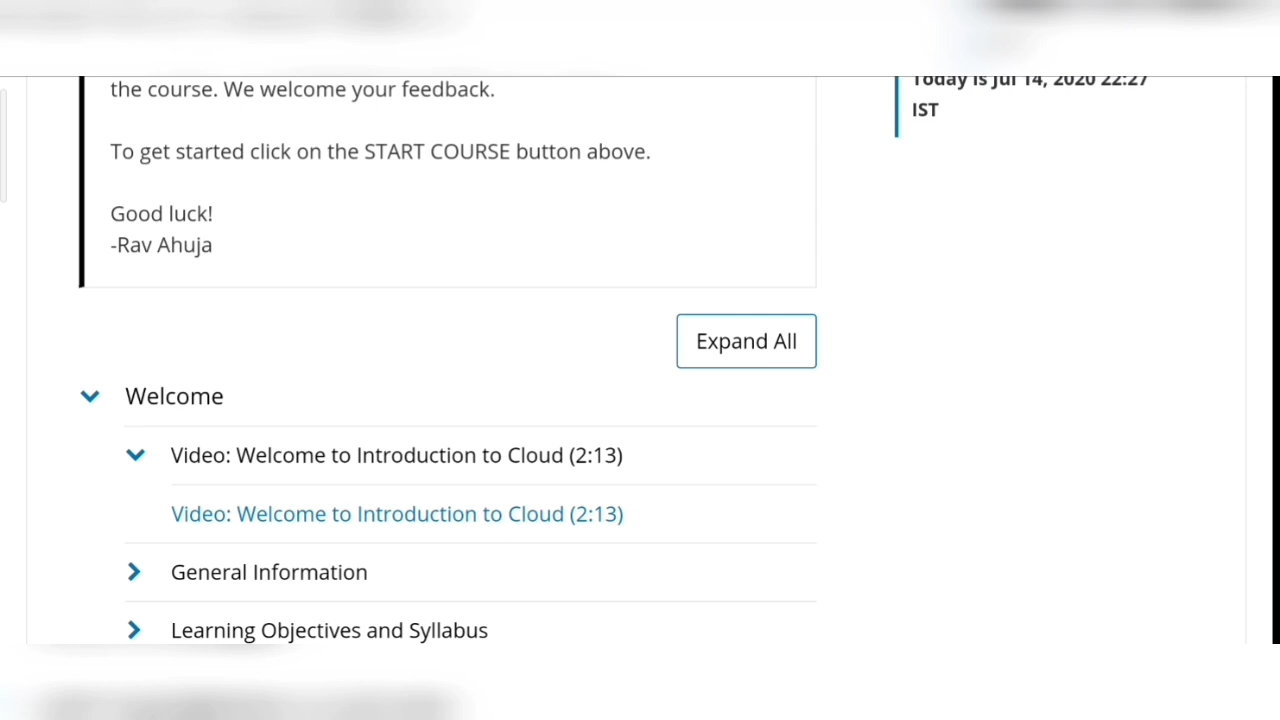 the course. We welcome your feedback.
To get started click on the START COURSE button above.
Good luck!
-Rav Ahuja
Today is Jul 14, 2020 22:27
IST
Expand All
Welcome
Video: Welcome to Introduction to Cloud (2:13)
Video: Welcome to Introduction to Cloud (2:13)
General Information
Learning Objectives and Syllabus